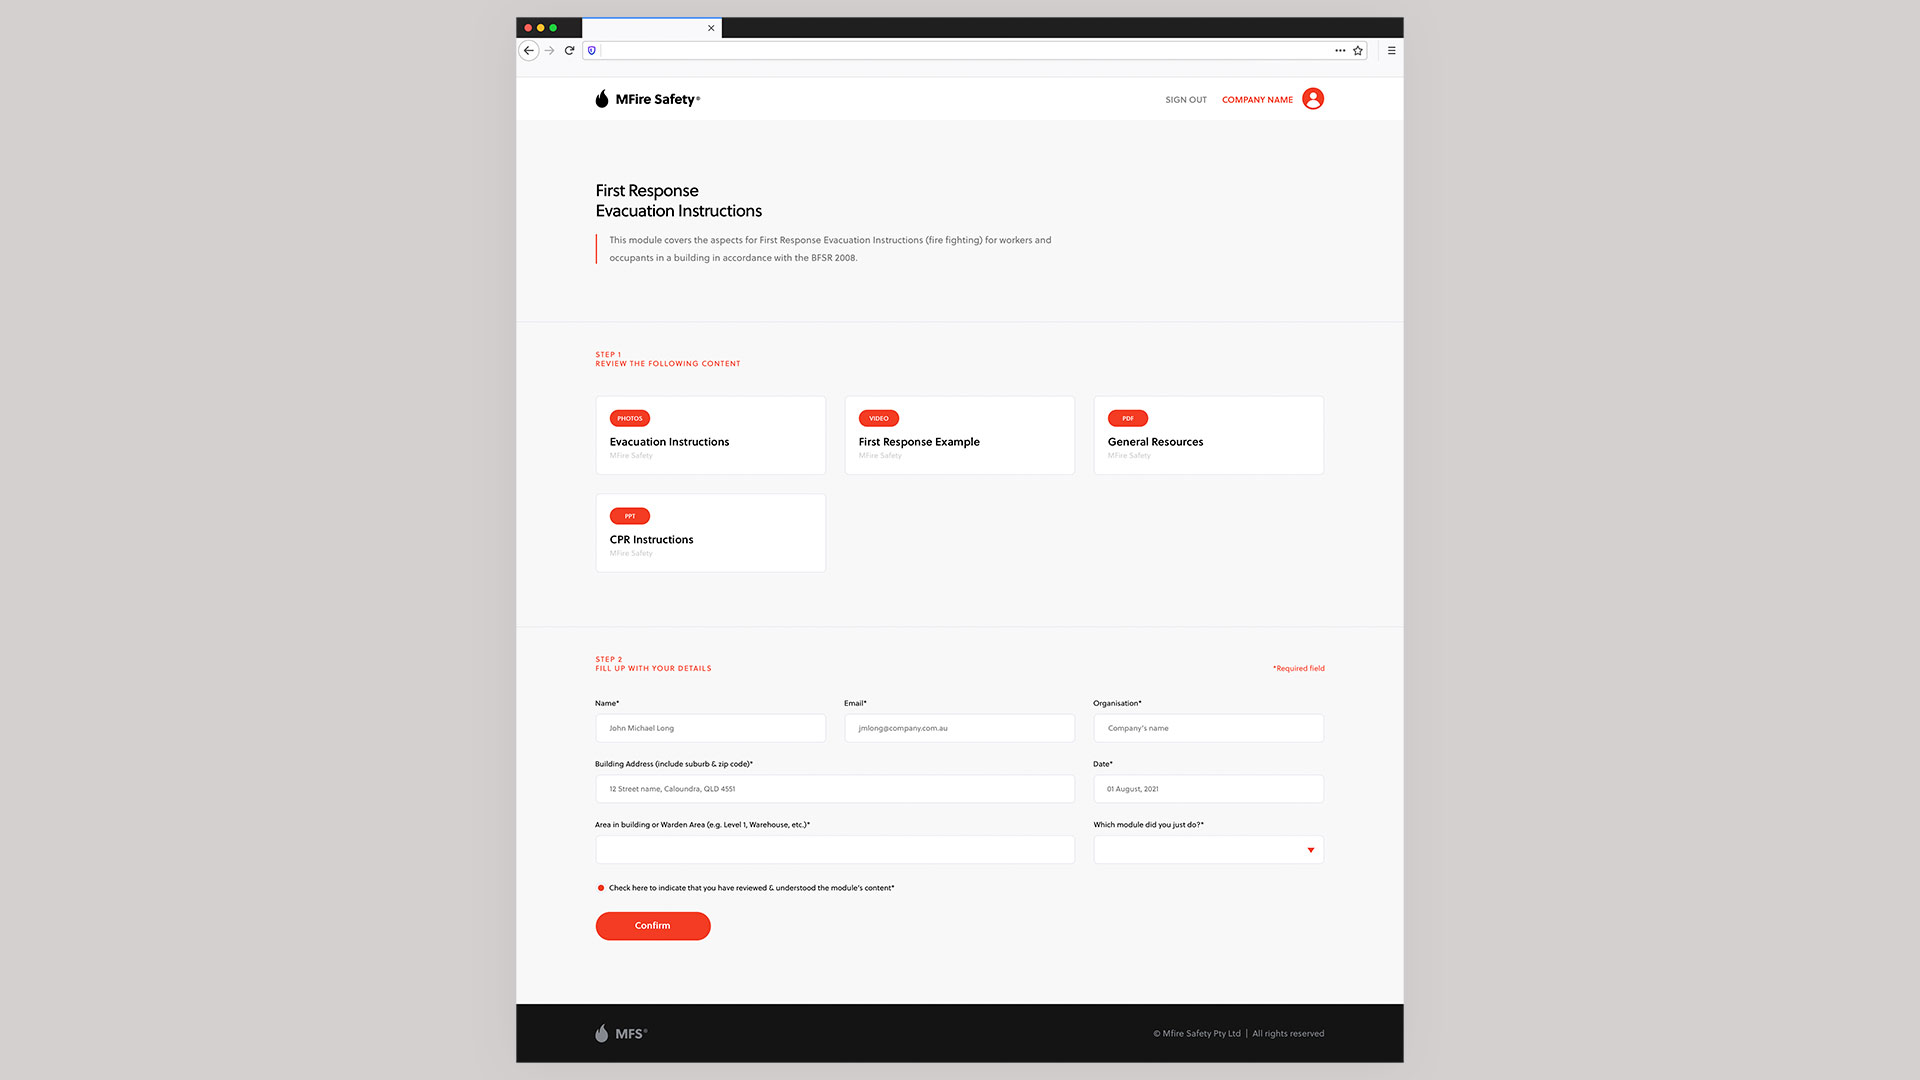 MFire Safety®
SIGN OUT
COMPANY NAME
First Response
Evacuation Instructions
This module covers the aspects for First Response Evacuation Instructions (fire fighting) for workers and
occupants in a building in accordance with the BFSR 2008.
STEP 1
REVIEW THE FOLLOWING CONTENT
PHOTOS
Evacuation Instructions
MFire Safety
VIDEO
First Response Example
MFire Safety
PDF
General Resources
MFire Safety
PPT
CPR Instructions
MFire Safety
STEP 2
FILL UP WITH YOUR DETAILS
*Required field
Name*
John Michael Long
Email*
jmlong@company.com.au
Organisation*
Company's name
Building Address (include suburb & zip code)*
12 Street name, Caloundra, QLD 4551
Date*
01 August, 2021
Area in building or Warden Area (e.g. Level 1, Warehouse, etc.)*
Which module did you just do?*
Check here to indicate that you have reviewed & understood the module's content*
Confirm
MFS®
© Mfire Safety Pty Ltd | All rights reserved